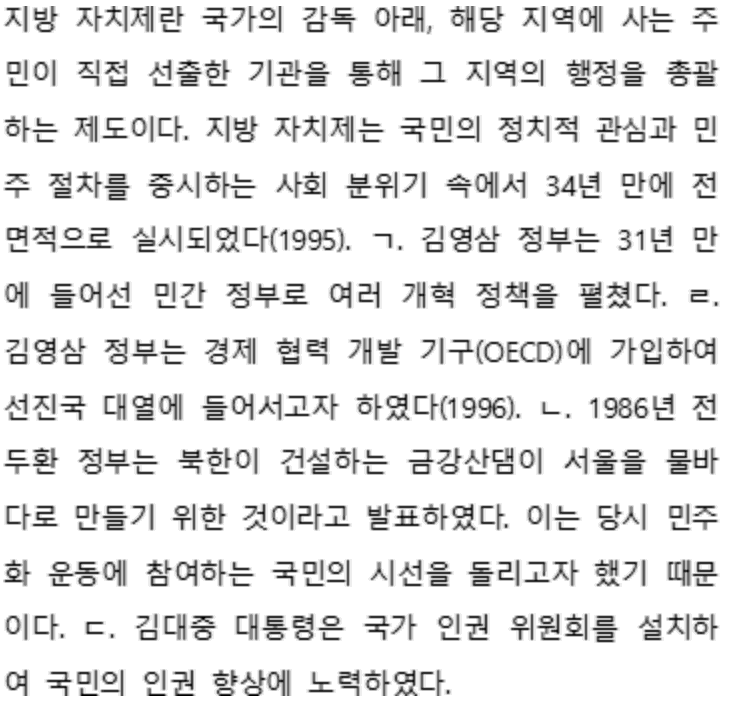 지방 자치제란 국가의 감독 아래, 해당 지역에 사는 주
민이 직접 선출한 기관을 통해 그 지역의 행정을 총괄
하는 제도이다. 지방 자치제는 국민의 정치적 관심과 민
주 절차를 중시하는 사회 분위기 속에서 34년 만에 전
면적으로 실시되었다(1995). ㄱ. 김영삼 정부는 31년 만
에 들어선 민간 정부로 여러 개혁 정책을 펼쳤다. ㄹ.
김영삼 정부는 경제 협력 개발 기구(OECD)에 가입하여
선진국 대열에 들어서고자 하였다(1996). ㄴ. 1986년 전
두환 정부는 북한이 건설하는 금강산댐이 서울을 물바
다로 만들기 위한 것이라고 발표하였다. 이는 당시 민주
화 운동에 참여하는 국민의 시선을 돌리고자 했기 때문
이다. ㄷ. 김대중 대통령은 국가 인권 위원회를 설치하
여 국민의 인권 향상에 노력하였다.